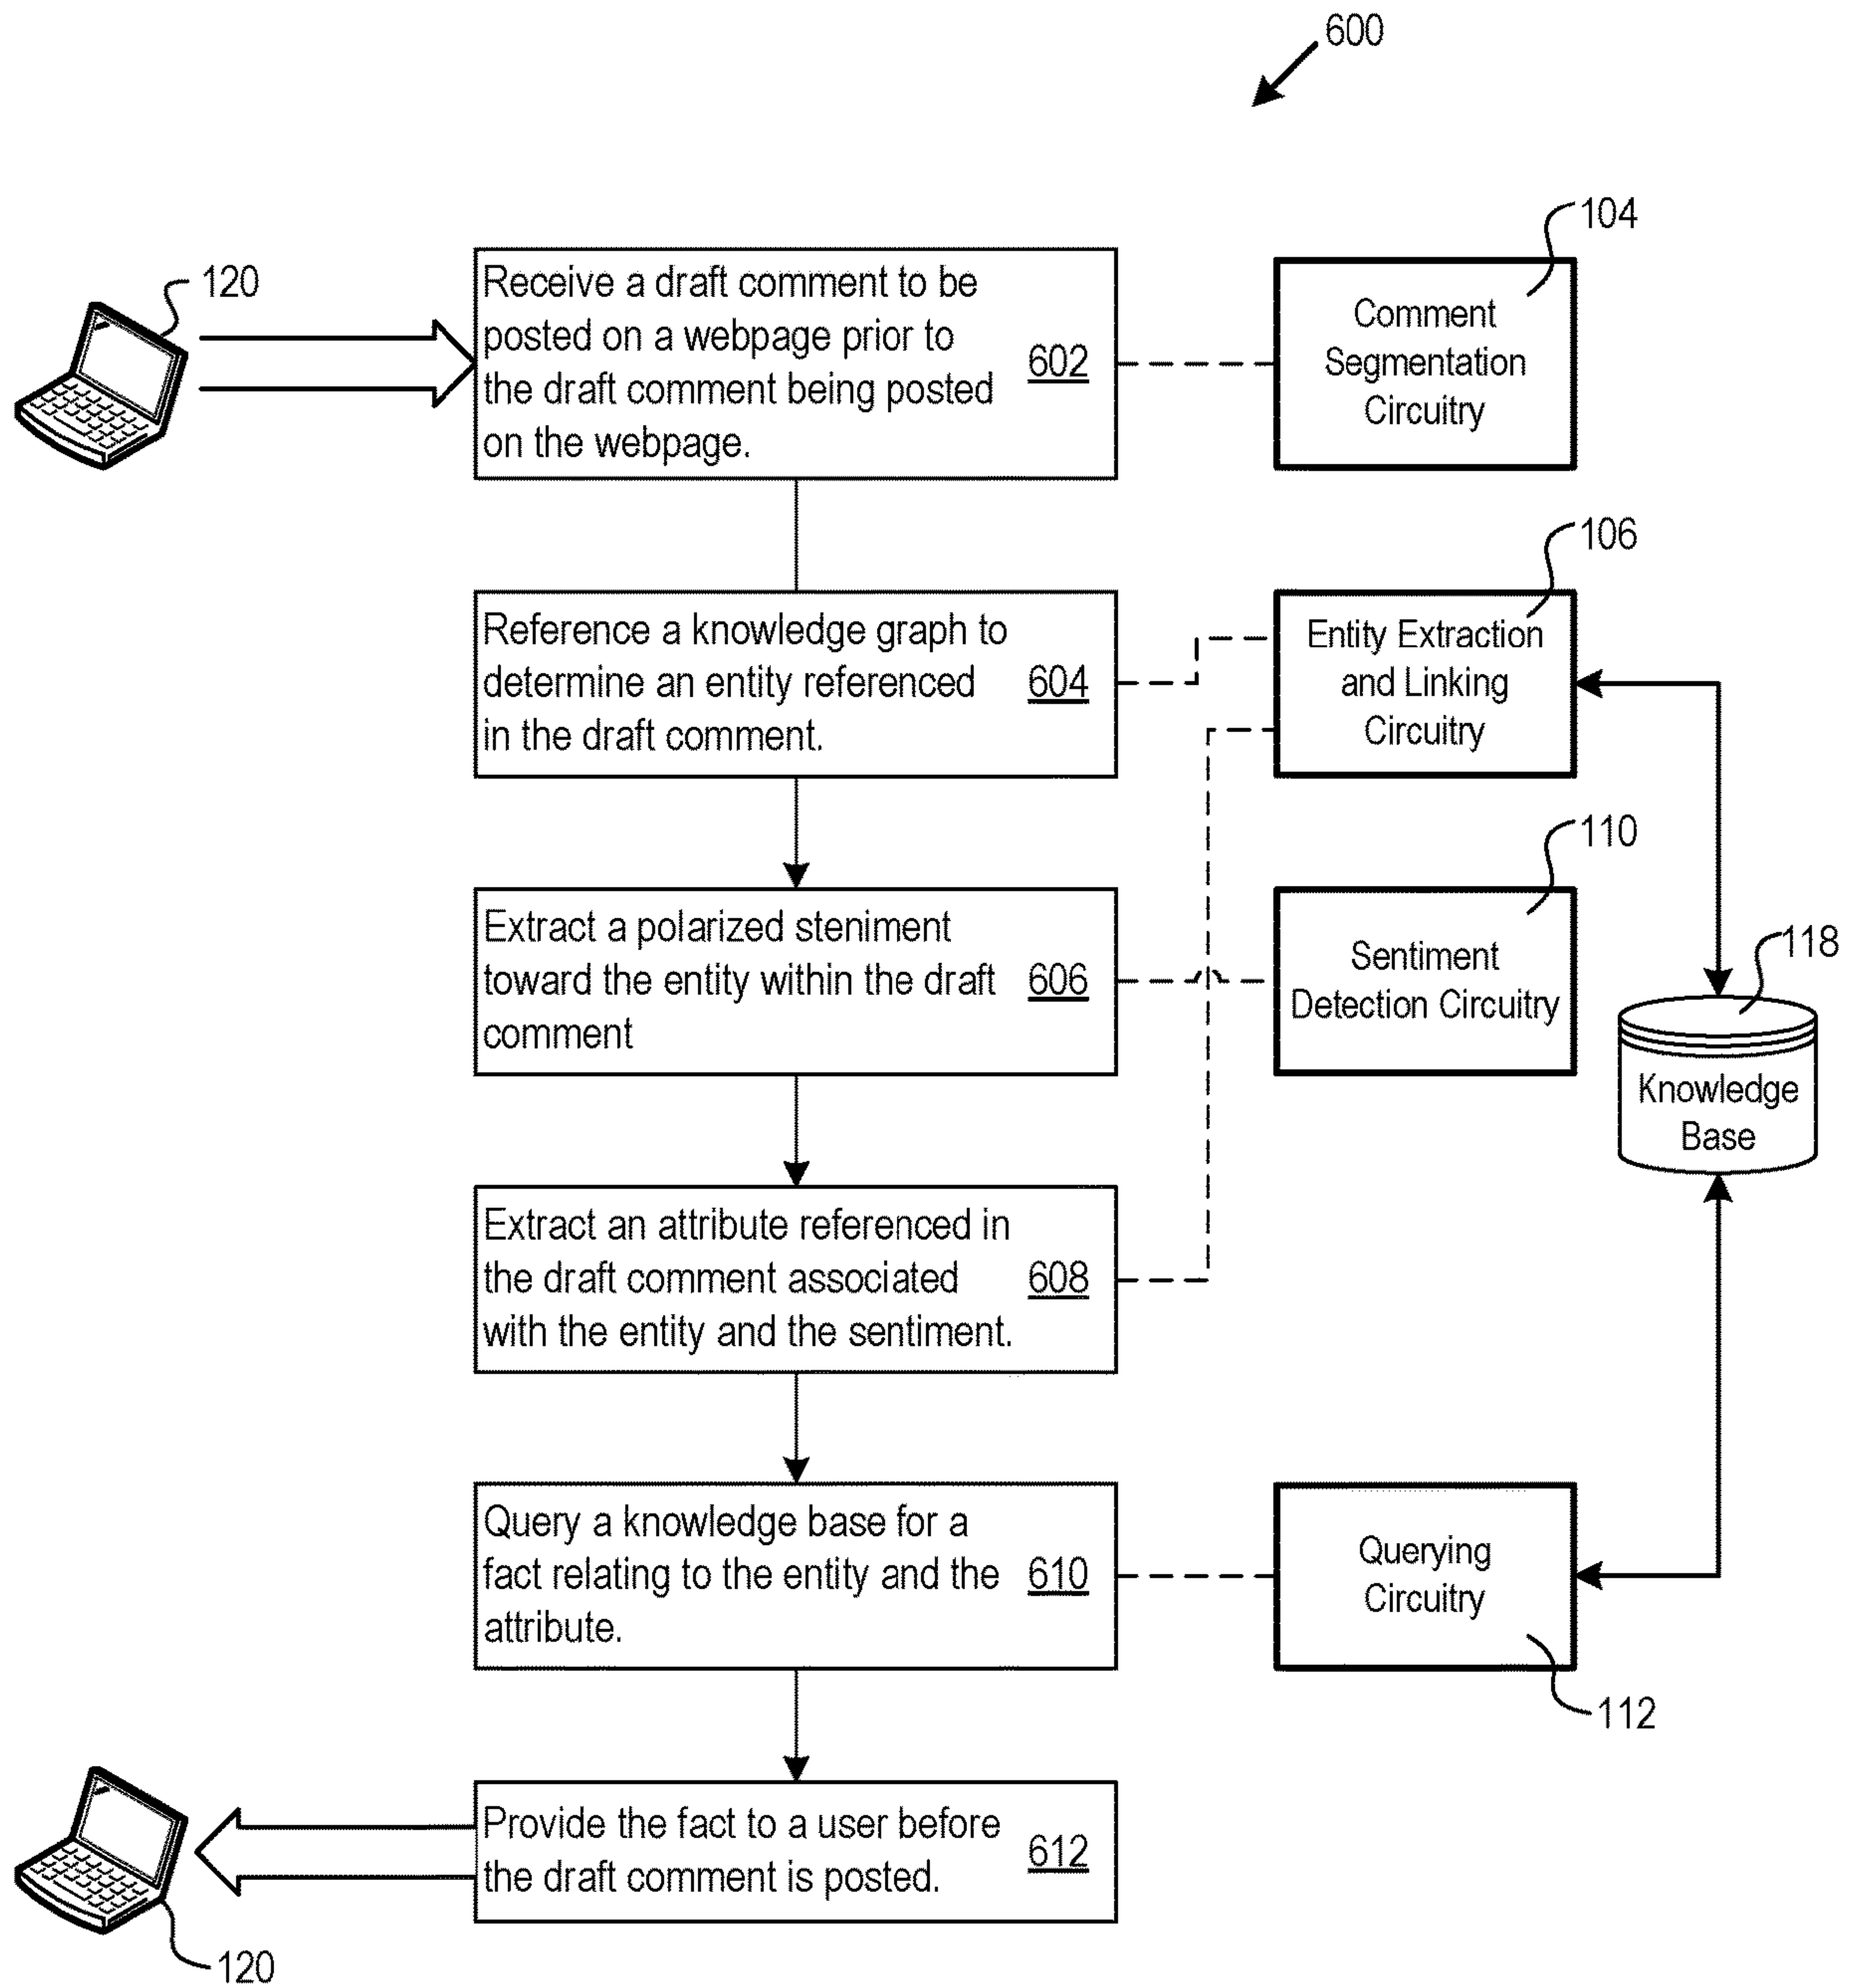 600
120
Receive a draft comment to be
posted on a webpage prior to
the draft comment being posted
on the webpage.
602
104
Comment
Segmentation
Circuitry
Reference a knowledge graph to
determine an entity referenced
in the draft comment.
604
106
Entity Extraction
and Linking
Circuitry
Extract a polarized steniment
toward the entity within the draft
comment
606
110
Sentiment
Detection Circuitry
118
Knowledge
Base
Extract an attribute referenced in
the draft comment associated
with the entity and the sentiment.
608
Query a knowledge base for a
fact relating to the entity and the
attribute.
610
Querying
Circuitry
112
Provide the fact to a user before
the draft comment is posted.
612
120